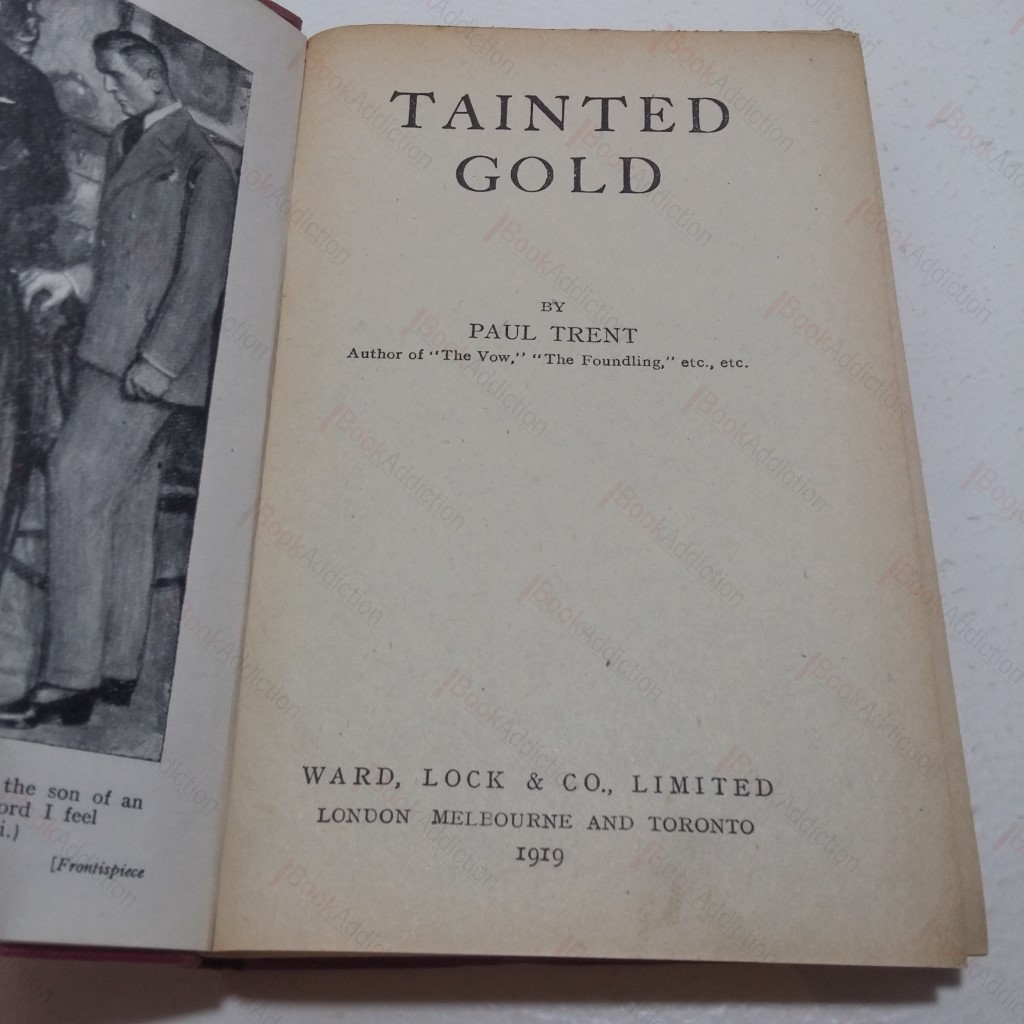 the son of an
ord I feel
i.)
[Frontispiece
TAINTED
GOLD
BY
PAUL TRENT
Author of "The Vow," "The Foundling," etc., etc.
WARD, LOCK & CO., LIMITED
LONDON MELBOURNE AND TORONTO
1919
BookAddiction